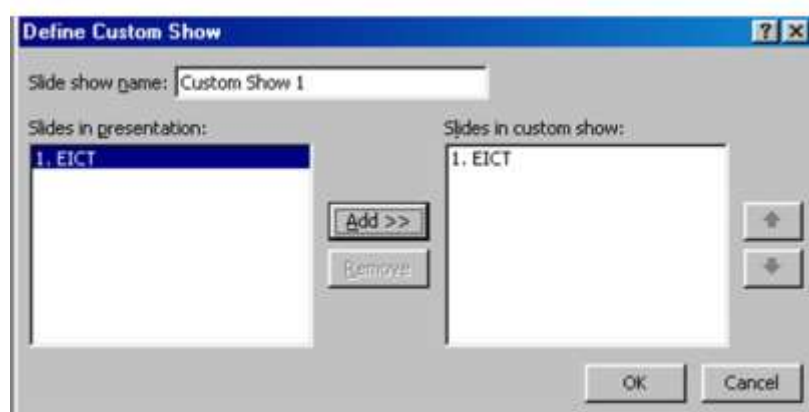 Define Custom Show
Slide show name: Custom Show 1
Slides in presentation:
Slides in custom show:
1. EICT
1. EICT
Add >>
Remove
OK
Cancel